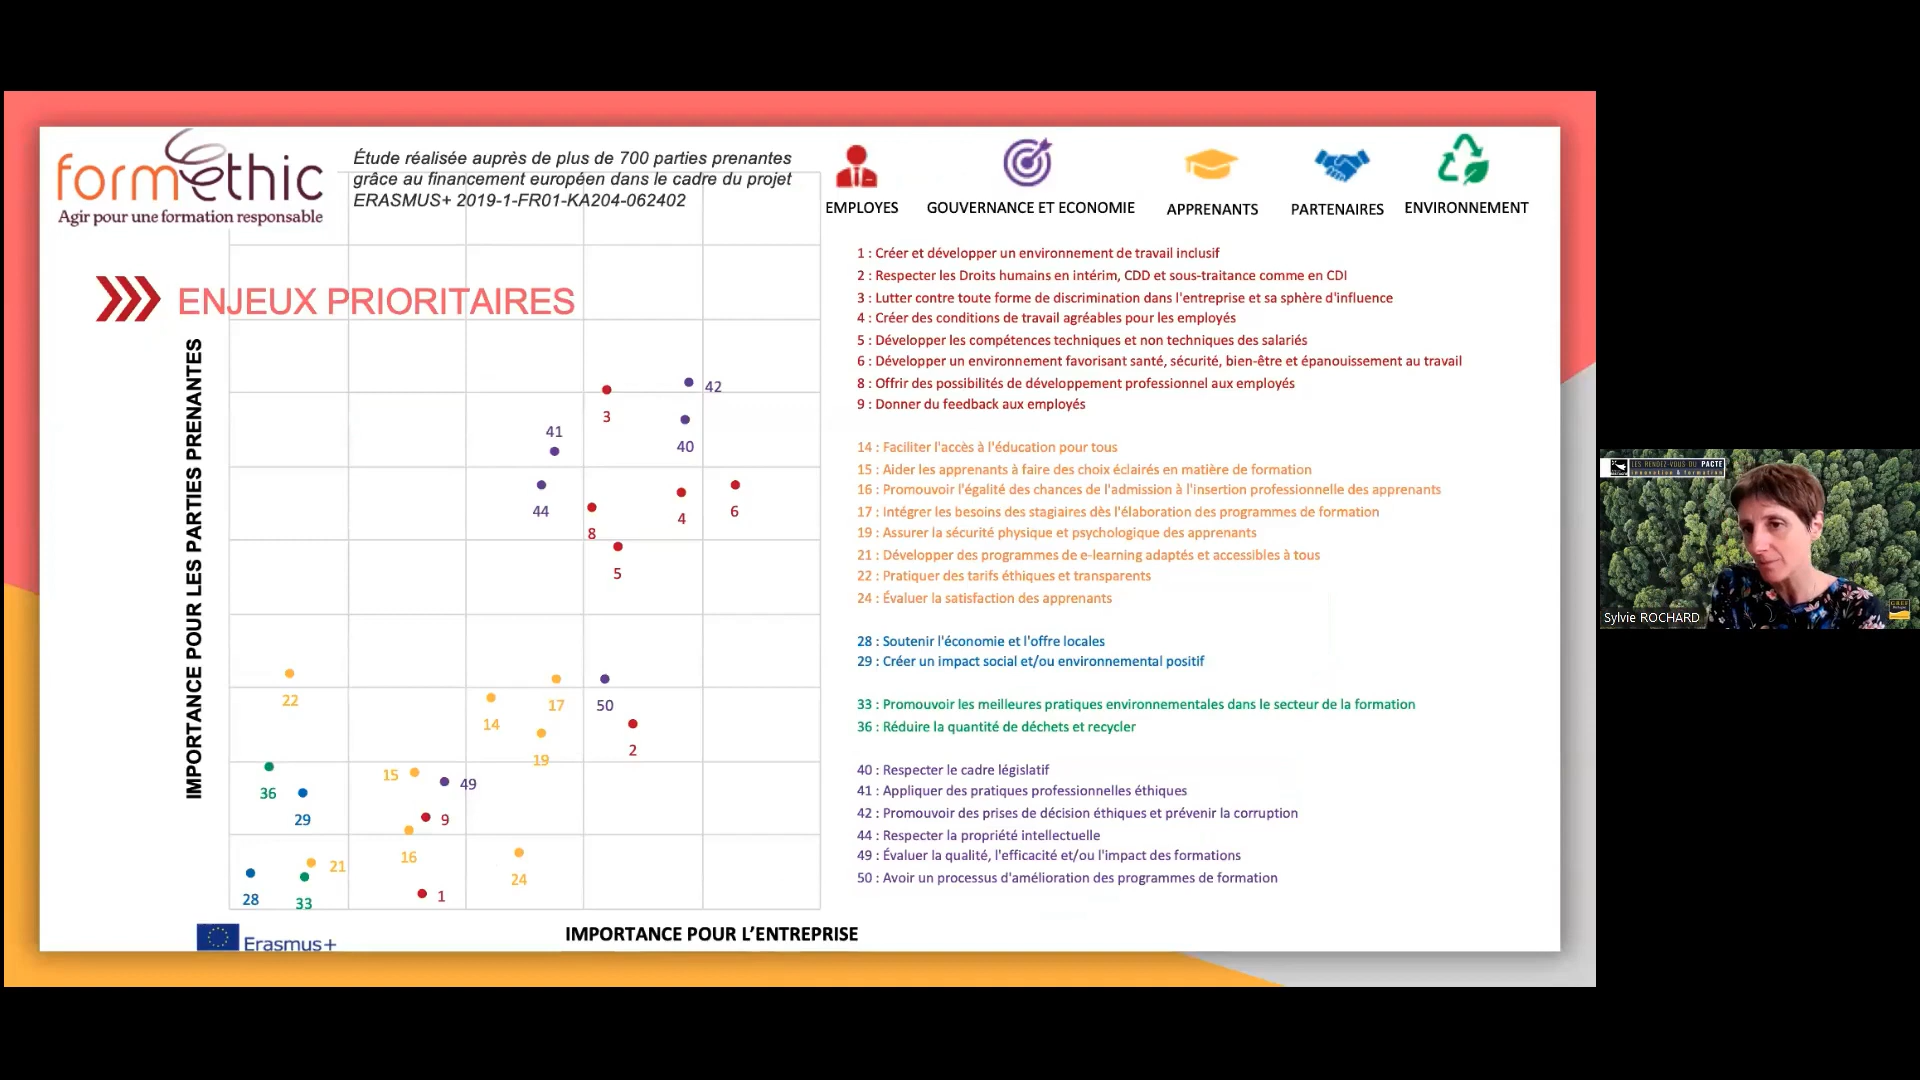 formethic
Agir pour une formation responsable
Étude réalisée auprès de plus de 700 parties prenantes
grâce au financement européen dans le cadre du projet
ERASMUS+ 2019-1-FR01-KA204-062402
EMPLOYES
GOUVERNANCE ET ECONOMIE
APPRENANTS
PARTENAIRES
ENVIRONNEMENT
ENJEUX PRIORITAIRES
IMPORTANCE POUR LES PARTIES PRENANTES
42
3
41
40
44
8
4
6
5
22
14
17
50
19
2
15
49
36
29
9
16
21
24
28
33
1
IMPORTANCE POUR L'ENTREPRISE
Erasmus+
1 : Créer et développer un environnement de travail inclusif
2 : Respecter les Droits humains en intérim, CDD et sous-traitance comme en CDI
3 : Lutter contre toute forme de discrimination dans l'entreprise et sa sphère d'influence
4 : Créer des conditions de travail agréables pour les employés
5 : Développer les compétences techniques et non techniques des salariés
6 : Développer un environnement favorisant santé, sécurité, bien-être et épanouissement au travail
8 : Offrir des possibilités de développement professionnel aux employés
9 : Donner du feedback aux employés
14 : Faciliter l'accès à l'éducation pour tous
15 : Aider les apprenants à faire des choix éclairés en matière de formation
16 : Promouvoir l'égalité des chances de l'admission à l'insertion professionnelle des apprenants
17 : Intégrer les besoins des stagiaires dès l'élaboration des programmes de formation
19 : Assurer la sécurité physique et psychologique des apprenants
21 : Développer des programmes de e-learning adaptés et accessibles à tous
22 : Pratiquer des tarifs éthiques et transparents
24 : Évaluer la satisfaction des apprenants
28 : Soutenir l'économie et l'offre locales
29 : Créer un impact social et/ou environnemental positif
33 : Promouvoir les meilleures pratiques environnementales dans le secteur de la formation
36 : Réduire la quantité de déchets et recycler
40 : Respecter le cadre législatif
41 : Appliquer des pratiques professionnelles éthiques
42 : Promouvoir des prises de décision éthiques et prévenir la corruption
44 : Respecter la propriété intellectuelle
49 : Évaluer la qualité, l'efficacité et/ou l'impact des formations
50 : Avoir un processus d'amélioration des programmes de formation
LES RENDEZ-VOUS DU PACTE
innovation & formation
Sylvie ROCHARD
GREF